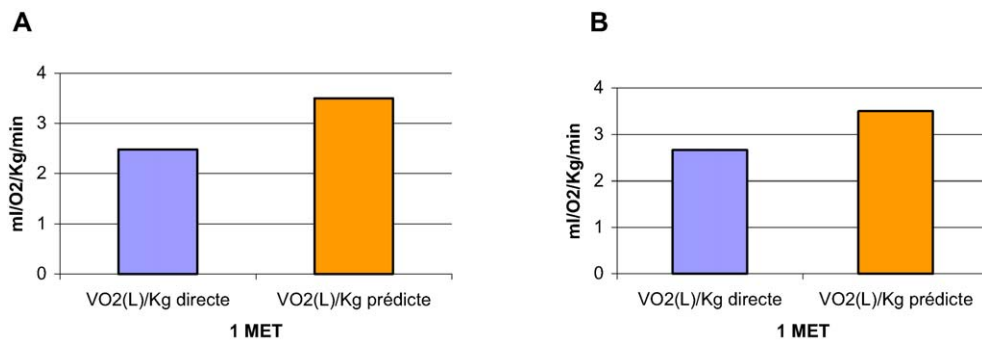 A
ml/O2/Kg/min
4
3
2
1
0
VO2(L)/Kg directe VO2(L)/Kg prédicte
1 MET
B
ml/O2/Kg/min
4
3
2
1
0
VO2(L)/Kg directe VO2(L)/Kg prédicte
1 MET